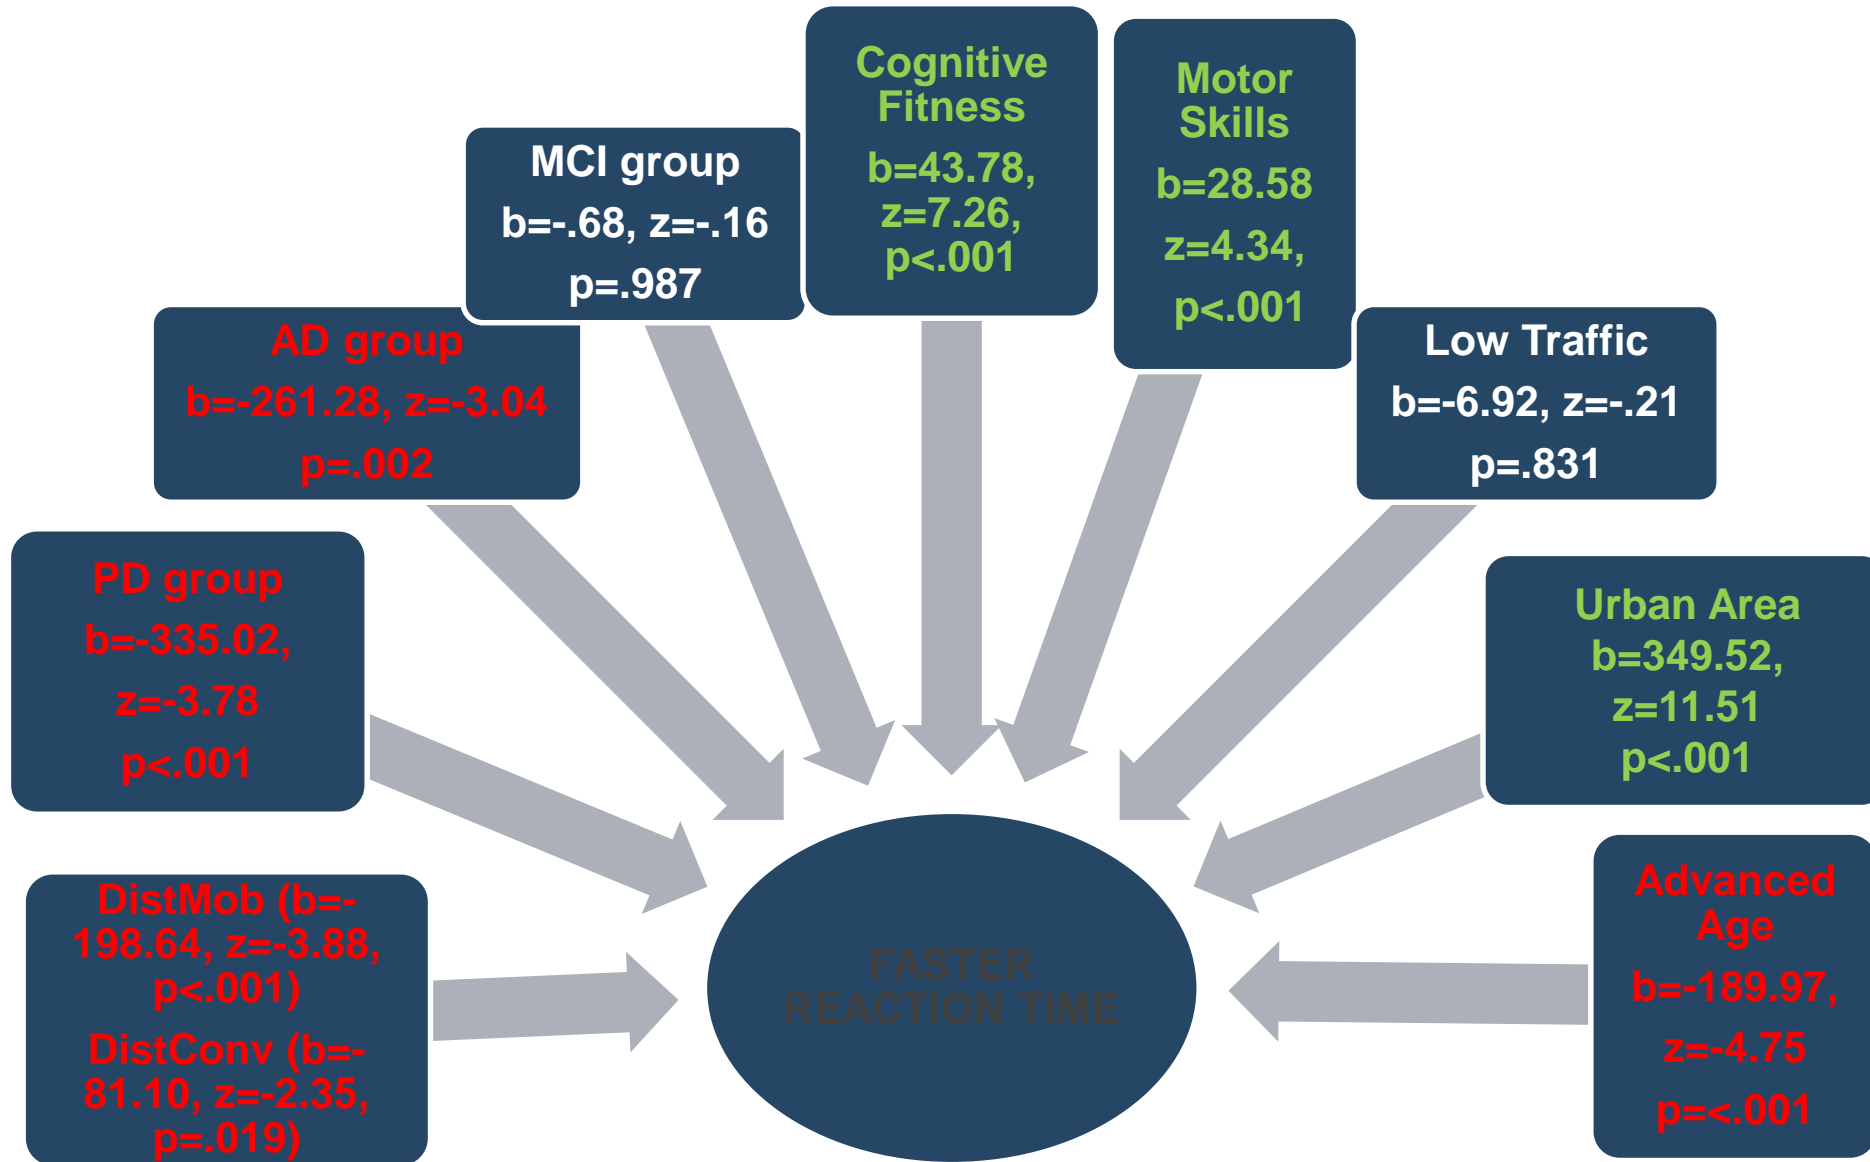 Cognitive
Fitness
b=43.78,
z=7.26,
p<.001
Motor
Skills
b=28.58
z=4.34,
p<.001
MCI group
b=-.68, z=-.16
p=.987
AD group
b=-261.28, z=-3.04
p=.002
Low Traffic
b=-6.92, z=-.21
p=.831
PD group
b=-335.02,
z=-3.78
p<.001
Urban Area
b=349.52,
z=11.51
p<.001
DistMob (b=-
198.64, z=-3.88,
p<.001)
DistConv (b=-
81.10, z=-2.35,
p=.019)
FASTER
REACTION TIME
Advanced
Age
b=-189.97,
z=-4.75
p=<.001